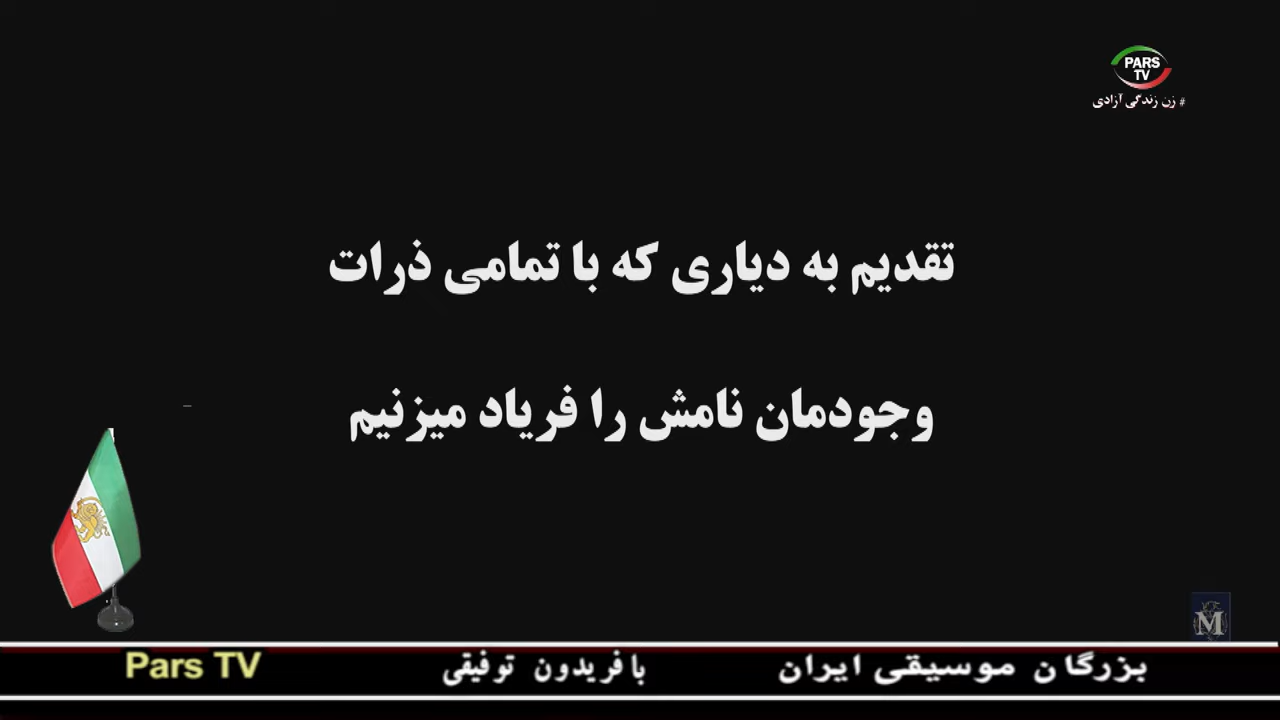 PARS
TV
# زن زندگی آزادی
تقدیم به دیاری که با تمامی ذرات
وجودمان نامش را فریاد میزنیم
M
بزرگان موسیقی ایران با فریدون توفیقی Pars TV